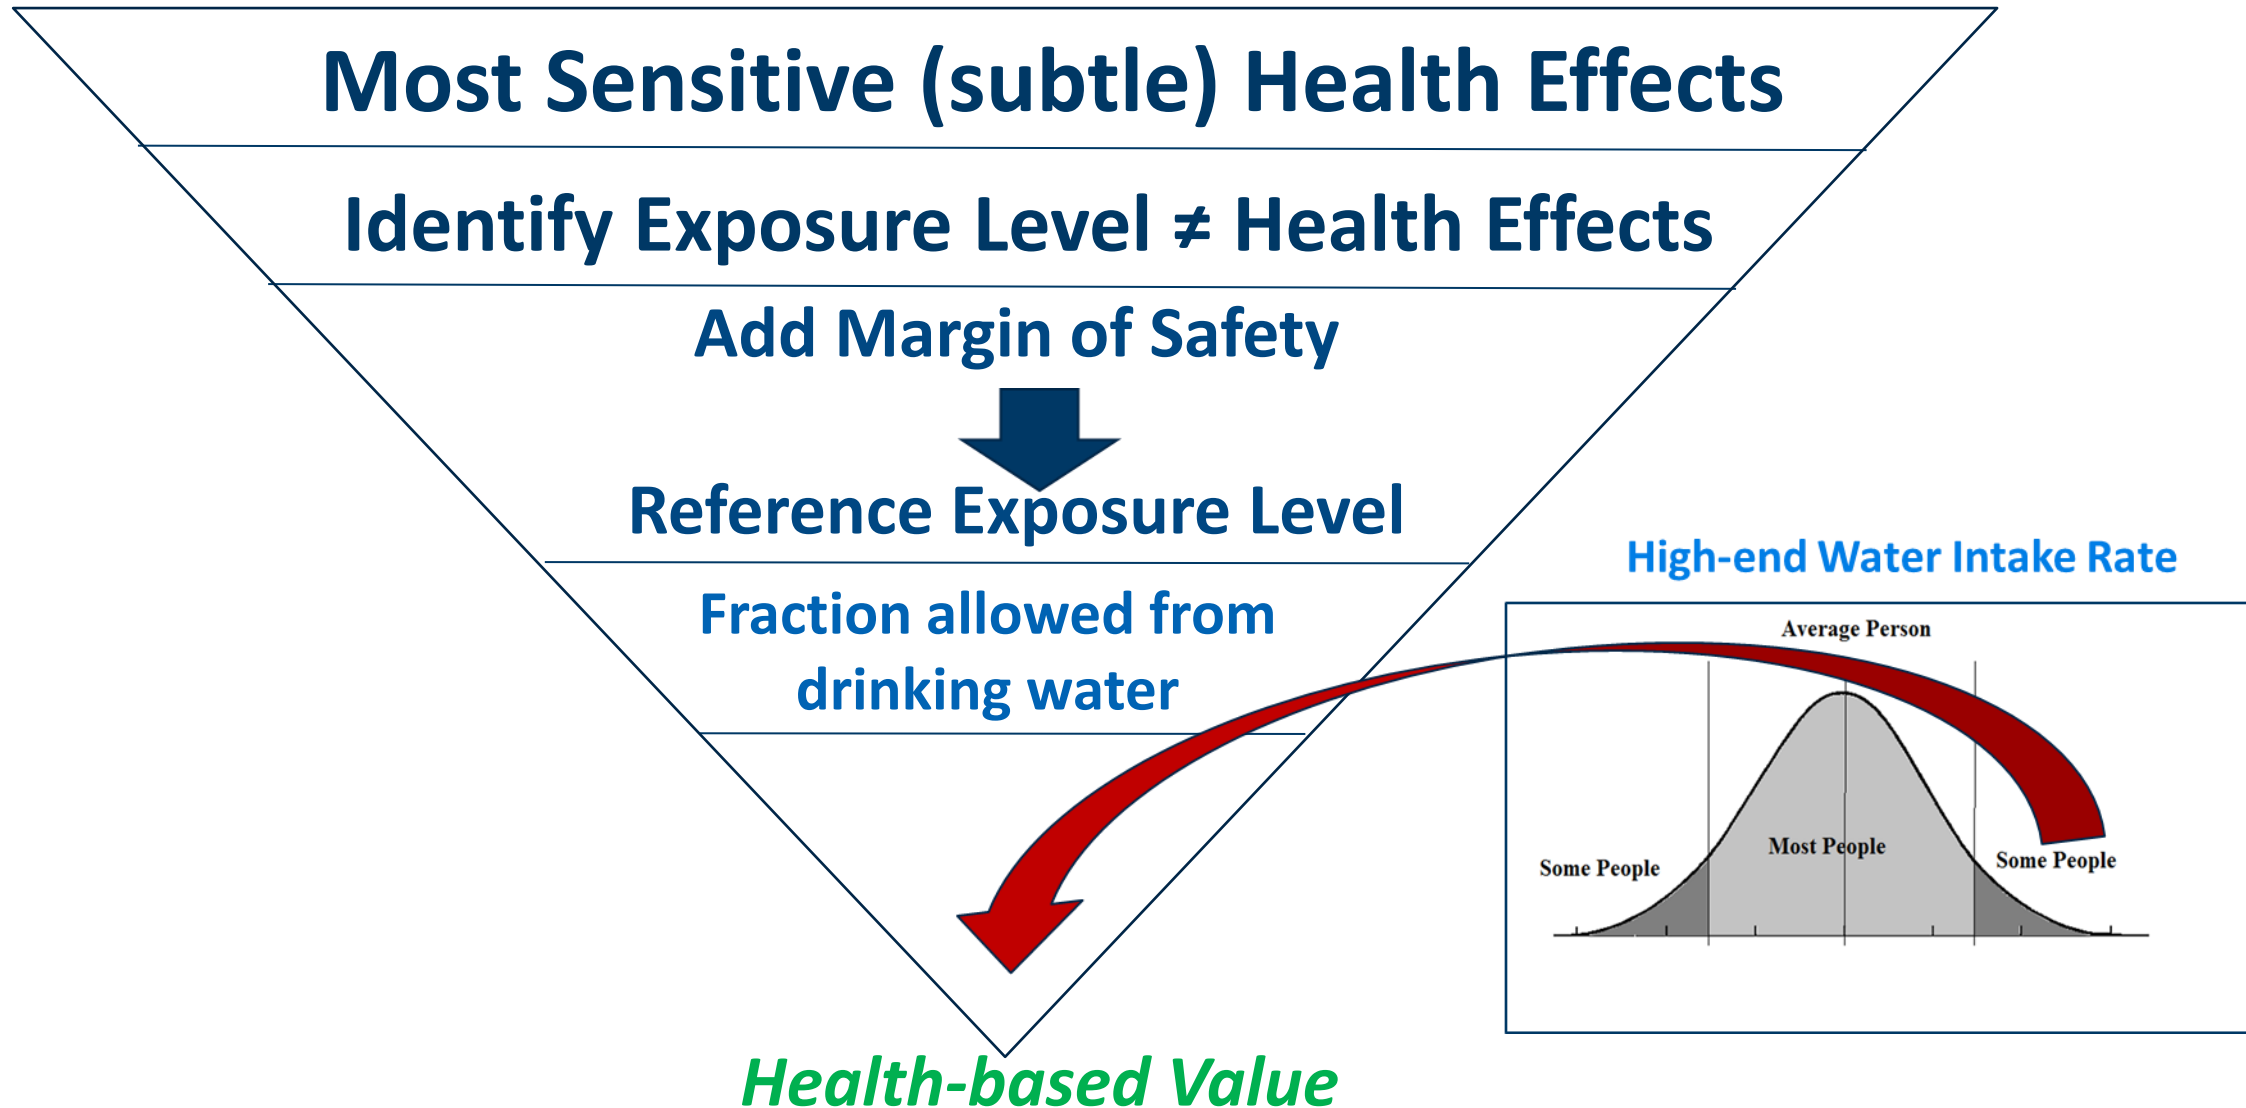 Most Sensitive (subtle) Health Effects
Identify Exposure Level ≠ Health Effects
Add Margin of Safety
Reference Exposure Level
Fraction allowed from
drinking water
High-end Water Intake Rate
Average Person
Most People
Some People
Some People
Health-based Value